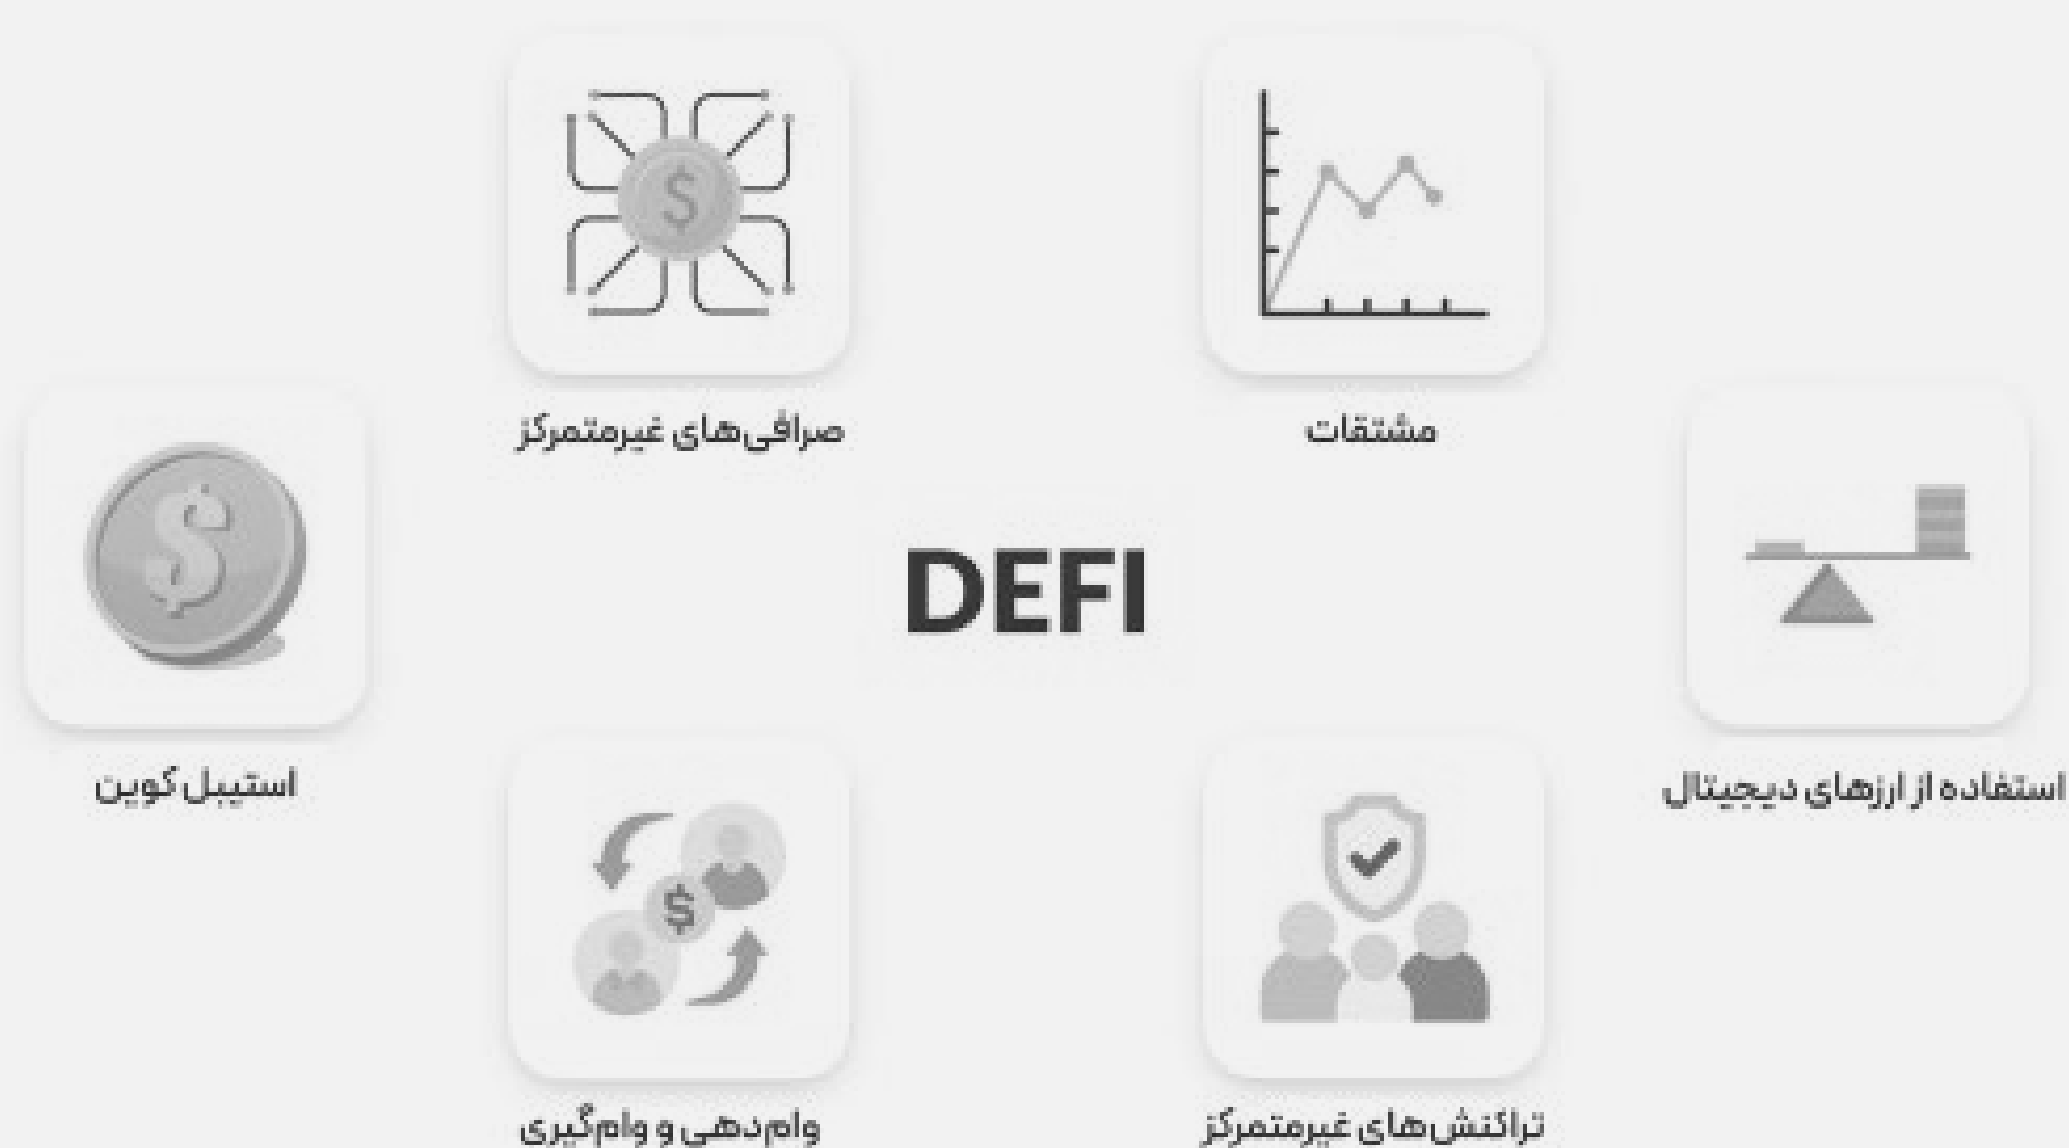 صرافی‌های غیرمتمرکز
مشتقات
DEFI
استیبل کوین
استفاده از ارزهای دیجیتال
وام‌دهی و وام‌گیری
تراکنش‌های غیرمتمرکز